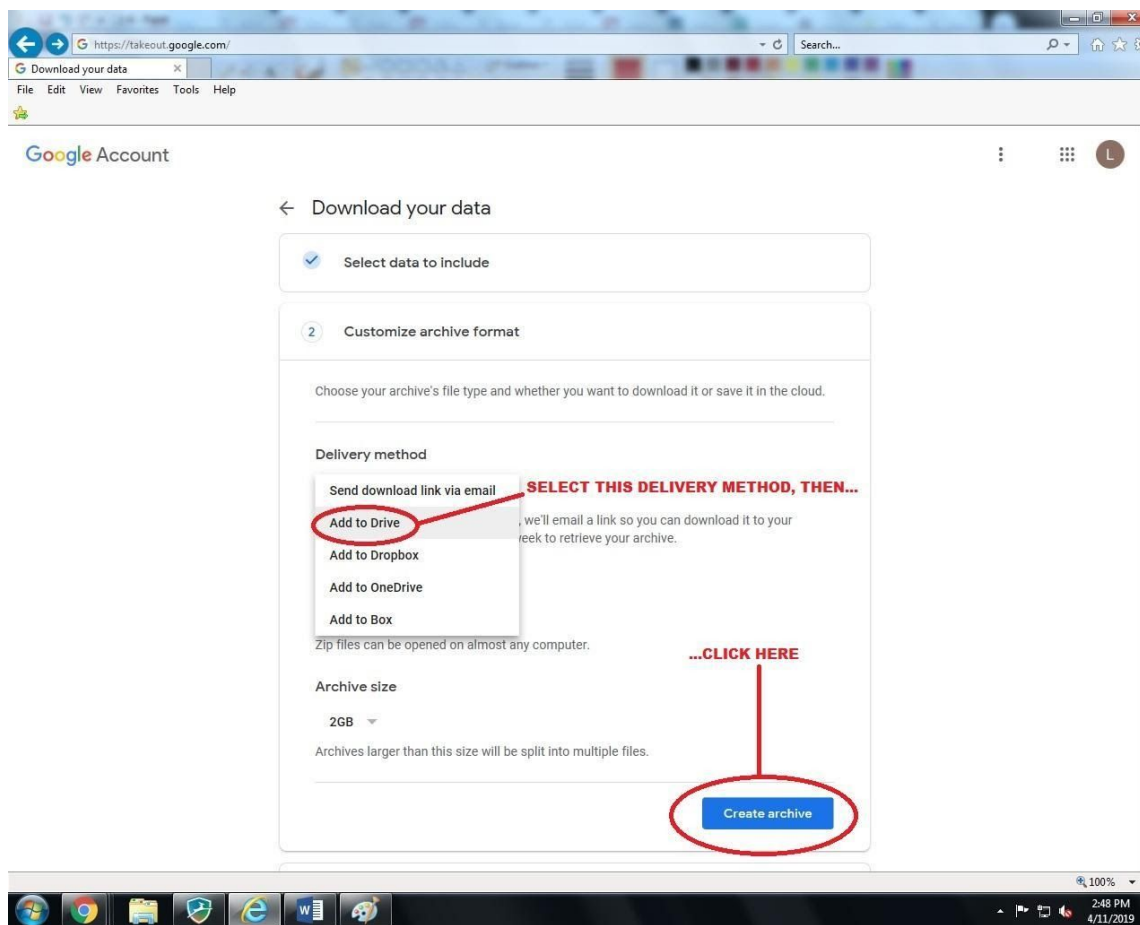 https://takeout.google.com/
Search...
Download your data
File Edit View Favorites Tools Help
Google Account
L
Download your data
Select data to include
2 Customize archive format
Choose your archive's file type and whether you want to download it or save it in the cloud.
Delivery method
Send download link via email
SELECT THIS DELIVERY METHOD, THEN...
Add to Drive
, we'll email a link so you can download it to your
week to retrieve your archive.
Add to Dropbox
Add to OneDrive
Add to Box
Zip files can be opened on almost any computer.
...CLICK HERE
Archive size
2GB
Archives larger than this size will be split into multiple files.
Create archive
100%
2:48 PM
4/11/2019